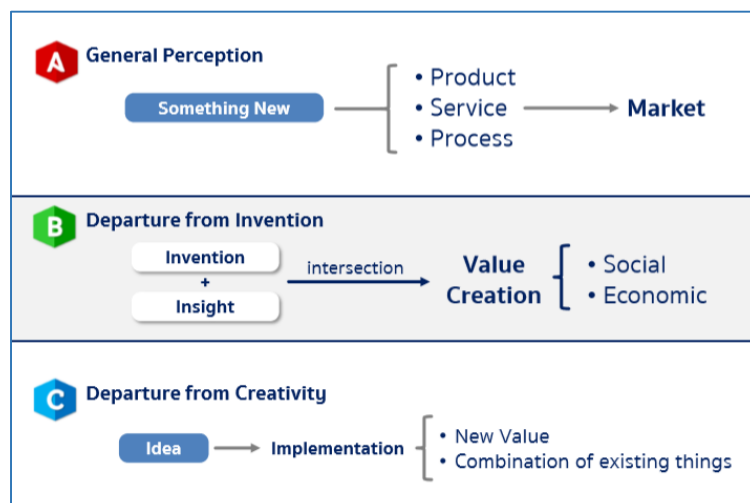 A
General Perception
Something New
• Product
• Service
• Process
Market
B
Departure from Invention
Invention
+
Insight
intersection
Value
Creation
• Social
• Economic
C
Departure from Creativity
Idea
Implementation
• New Value
• Combination of existing things